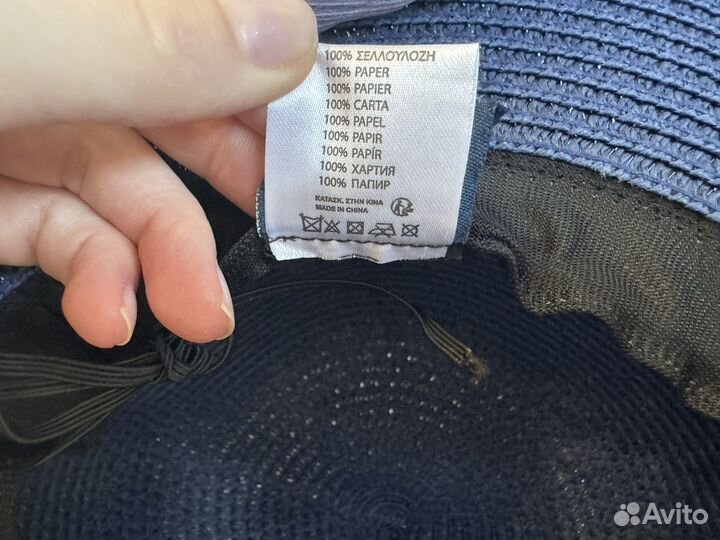 100% ΣΕΛΛΟΥΛΟΖΗ
100% PAPER
100% PAPIER
100% CARTA
100% PAPEL
100% PAPIR
100% PAPÍR
100% ХАРТИЯ
100% ПАПИР
ΚΑΤΑΣΚ. ΣΤΗΝ ΚΙΝΑ
MADE IN CHINA
Avito